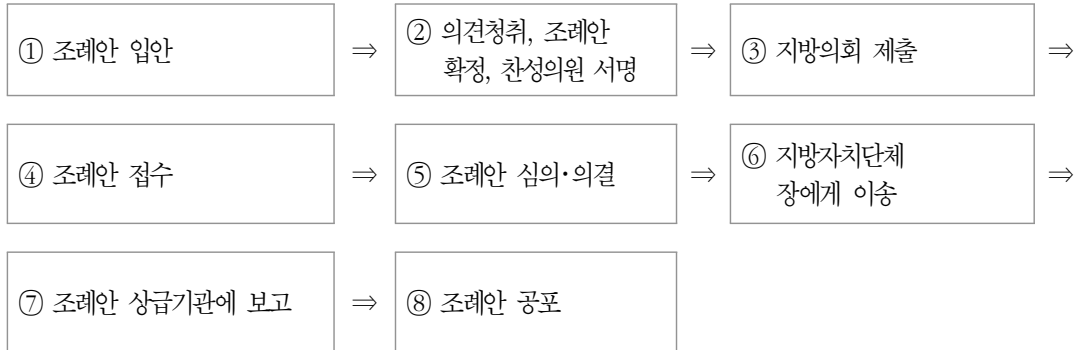 ① 조례안 입안 ⇒ ② 의견청취, 조례안 확정, 찬성의원 서명 ⇒ ③ 지방의회 제출 ⇒
④ 조례안 접수 ⇒ ⑤ 조례안 심의·의결 ⇒ ⑥ 지방자치단체장에게 이송 ⇒
⑦ 조례안 상급기관에 보고 ⇒ ⑧ 조례안 공포